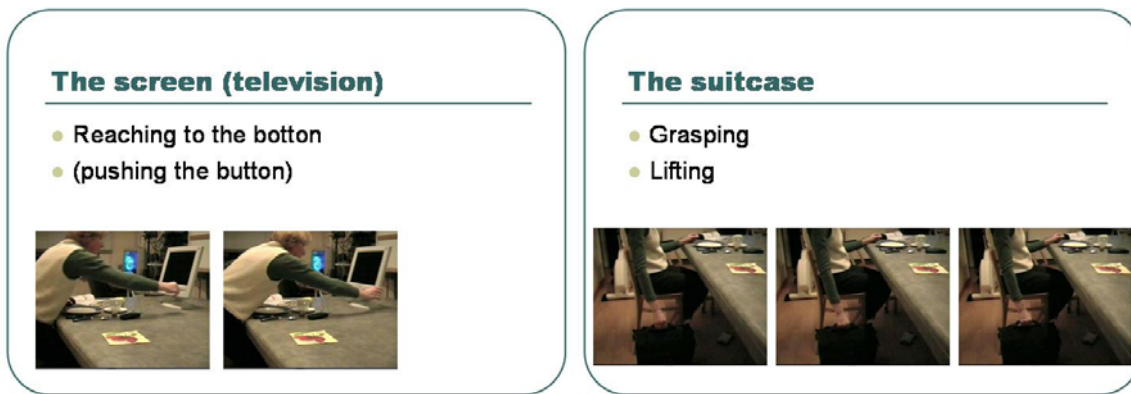 The screen (television)
Reaching to the botton
(pushing the button)
The suitcase
Grasping
Lifting